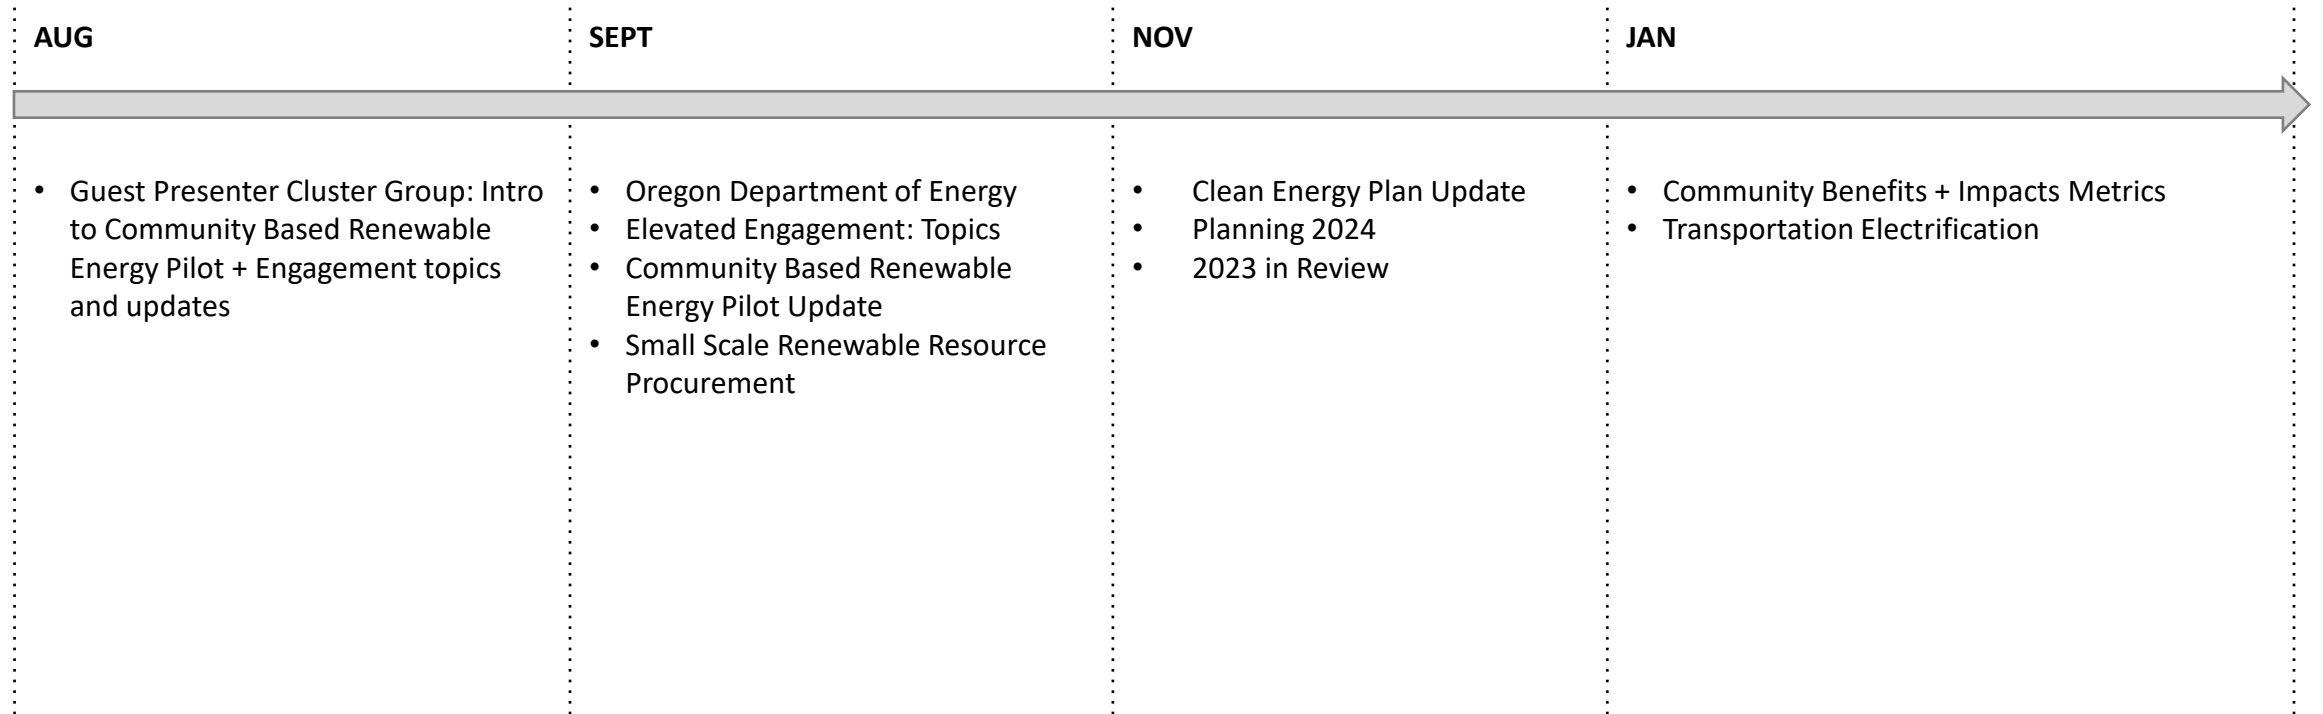 AUG
SEPT
NOV
JAN
• Guest Presenter Cluster Group: Intro
to Community Based Renewable
Energy Pilot + Engagement topics
and updates
• Oregon Department of Energy
• Elevated Engagement: Topics
• Community Based Renewable
Energy Pilot Update
• Small Scale Renewable Resource
Procurement
• Clean Energy Plan Update
• Planning 2024
• 2023 in Review
• Community Benefits + Impacts Metrics
• Transportation Electrification